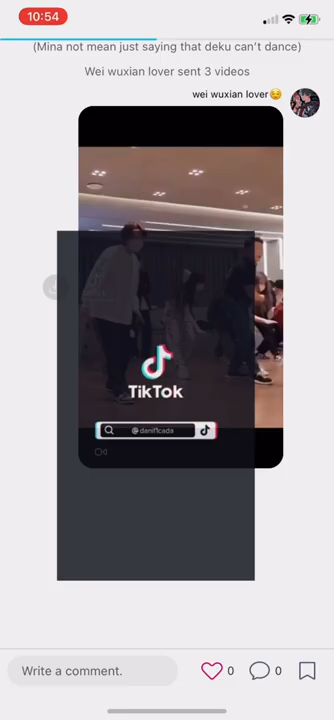 10:54
(Mina not mean just saying that deku can't dance)
Wei wuxian lover sent 3 videos
wei wuxian lover😌
TikTok
@danif1cada
Write a comment.
0
0